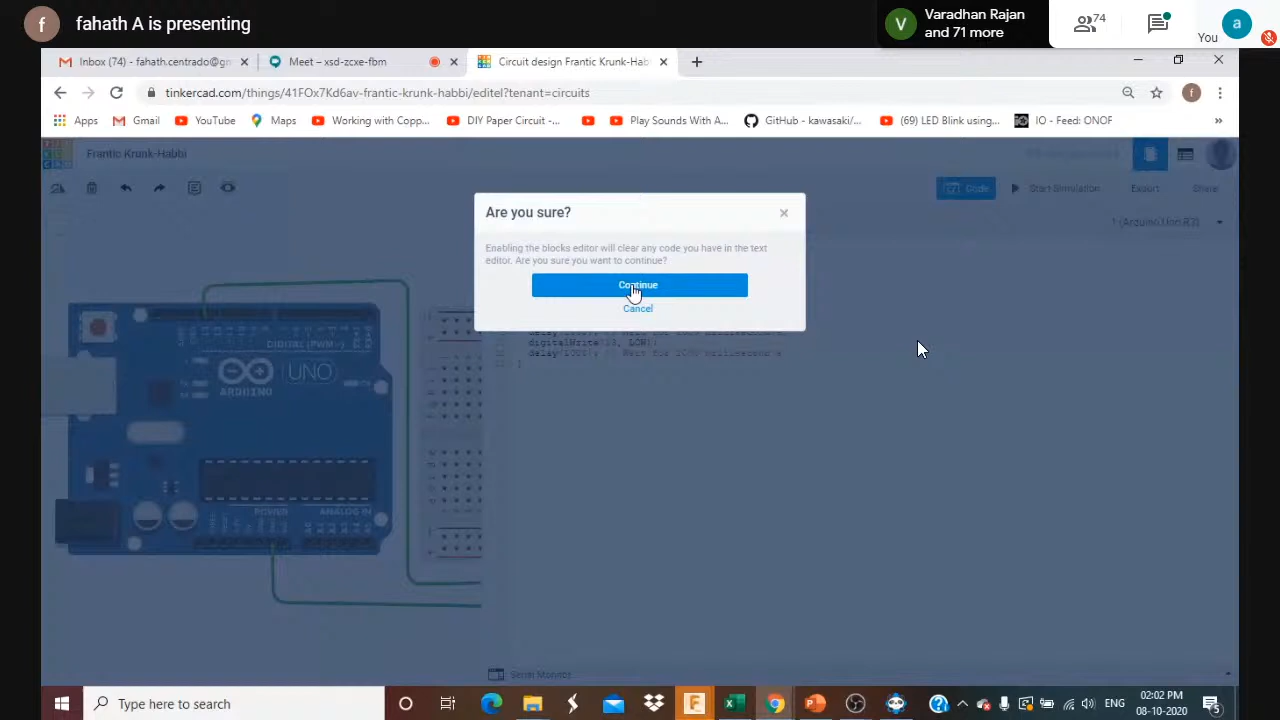 f fahath A is presenting
V Varadhan Rajan
and 71 more
74
You
a
Inbox (74) - fahath.centrado@gm
Meet – xsd-zcxe-fbm
Circuit design Frantic Krunk-Hab
tinkercad.com/things/41FOx7Kd6av-frantic-krunk-habbi/editel?tenant=circuits
f
Apps
Gmail
YouTube
Maps
Working with Copp...
DIY Paper Circuit -...
Play Sounds With A...
GitHub - kawasaki/...
(69) LED Blink using...
IO - Feed: ONOF
»
Frantic Krunk-Habbi
Code
Start Simulation
Export
Share
1 (Arduino Uno R3)
Are you sure?
Enabling the blocks editor will clear any code you have in the text
editor. Are you sure you want to continue?
Continue
Cancel
digitalWrite(13, LOW);
DIGITAL (PWM~)
UNO
ARDUINO
POWER
ANALOG IN
Serial Monitor
Type here to search
ENG
02:02 PM
08-10-2020
5